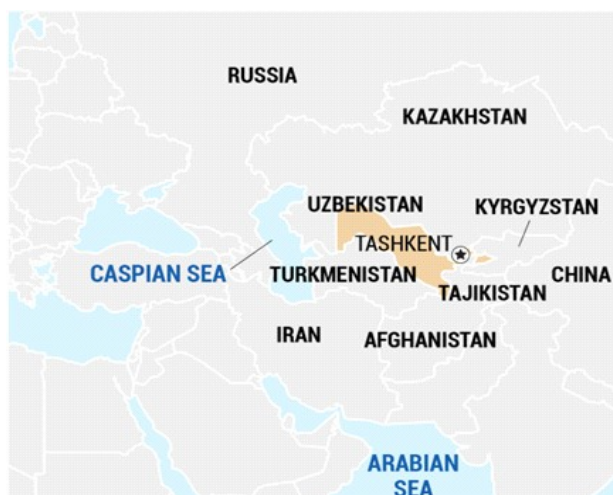 RUSSIA
KAZAKHSTAN
UZBEKISTAN
KYRGYZSTAN
TASHKENT
CASPIAN SEA
TURKMENISTAN
CHINA
TAJIKISTAN
IRAN
AFGHANISTAN
ARABIAN
SEA